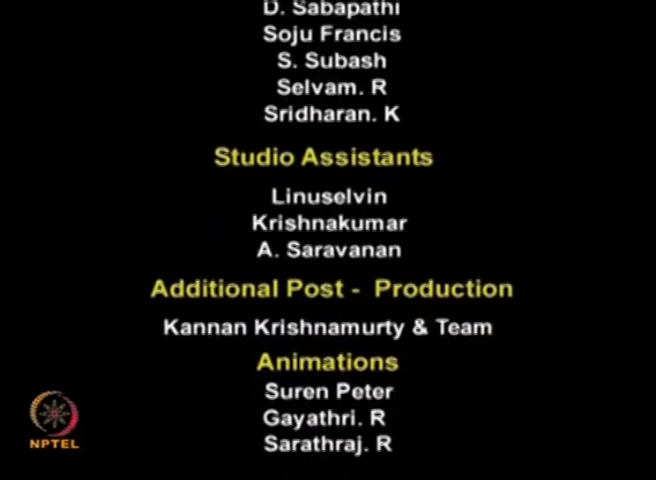 D. Sabapathi
Soju Francis
S. Subash
Selvam. R
Sridharan. K
Studio Assistants
Linuselvin
Krishnakumar
A. Saravanan
Additional Post - Production
Kannan Krishnamurty & Team
Animations
Suren Peter
Gayathri. R
Sarathraj. R
NPTEL